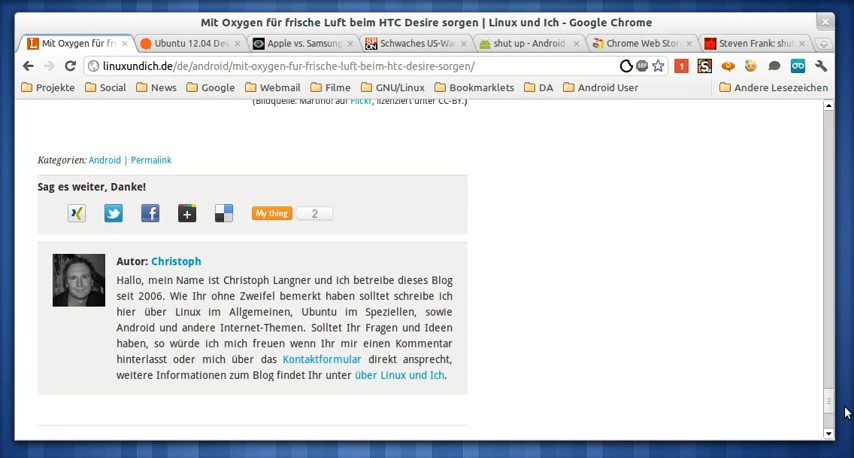 Mit Oxygen für frische Luft beim HTC Desire sorgen | Linux und Ich - Google Chrome
Mit Oxygen für fri
Ubuntu 12.04 Dev
Apple vs. Samsung
Schwaches US-Wa
shut up - Android
Chrome Web Stor
Steven Frank: shut
linuxundich.de/de/android/mit-oxygen-fur-frische-luft-beim-htc-desire-sorgen/
ABP
1
S
Projekte
Social
News
Google
Webmail
Filme
GNU/Linux
Bookmarklets
DA
Android User
Andere Lesezeichen
(Bildquelle: Martino! auf Flickr, lizenziert unter CC-BY.)
Kategorien: Android | Permalink
Sag es weiter, Danke!
My thing 2
Autor: Christoph
Hallo, mein Name ist Christoph Langner und ich betreibe dieses Blog
seit 2006. Wie Ihr ohne Zweifel bemerkt haben solltet schreibe ich
hier über Linux im Allgemeinen, Ubuntu im Speziellen, sowie
Android und andere Internet-Themen. Solltet Ihr Fragen und Ideen
haben, so würde ich mich freuen wenn Ihr mir einen Kommentar
hinterlasst oder mich über das Kontaktformular direkt ansprecht,
weitere Informationen zum Blog findet Ihr unter über Linux und Ich.